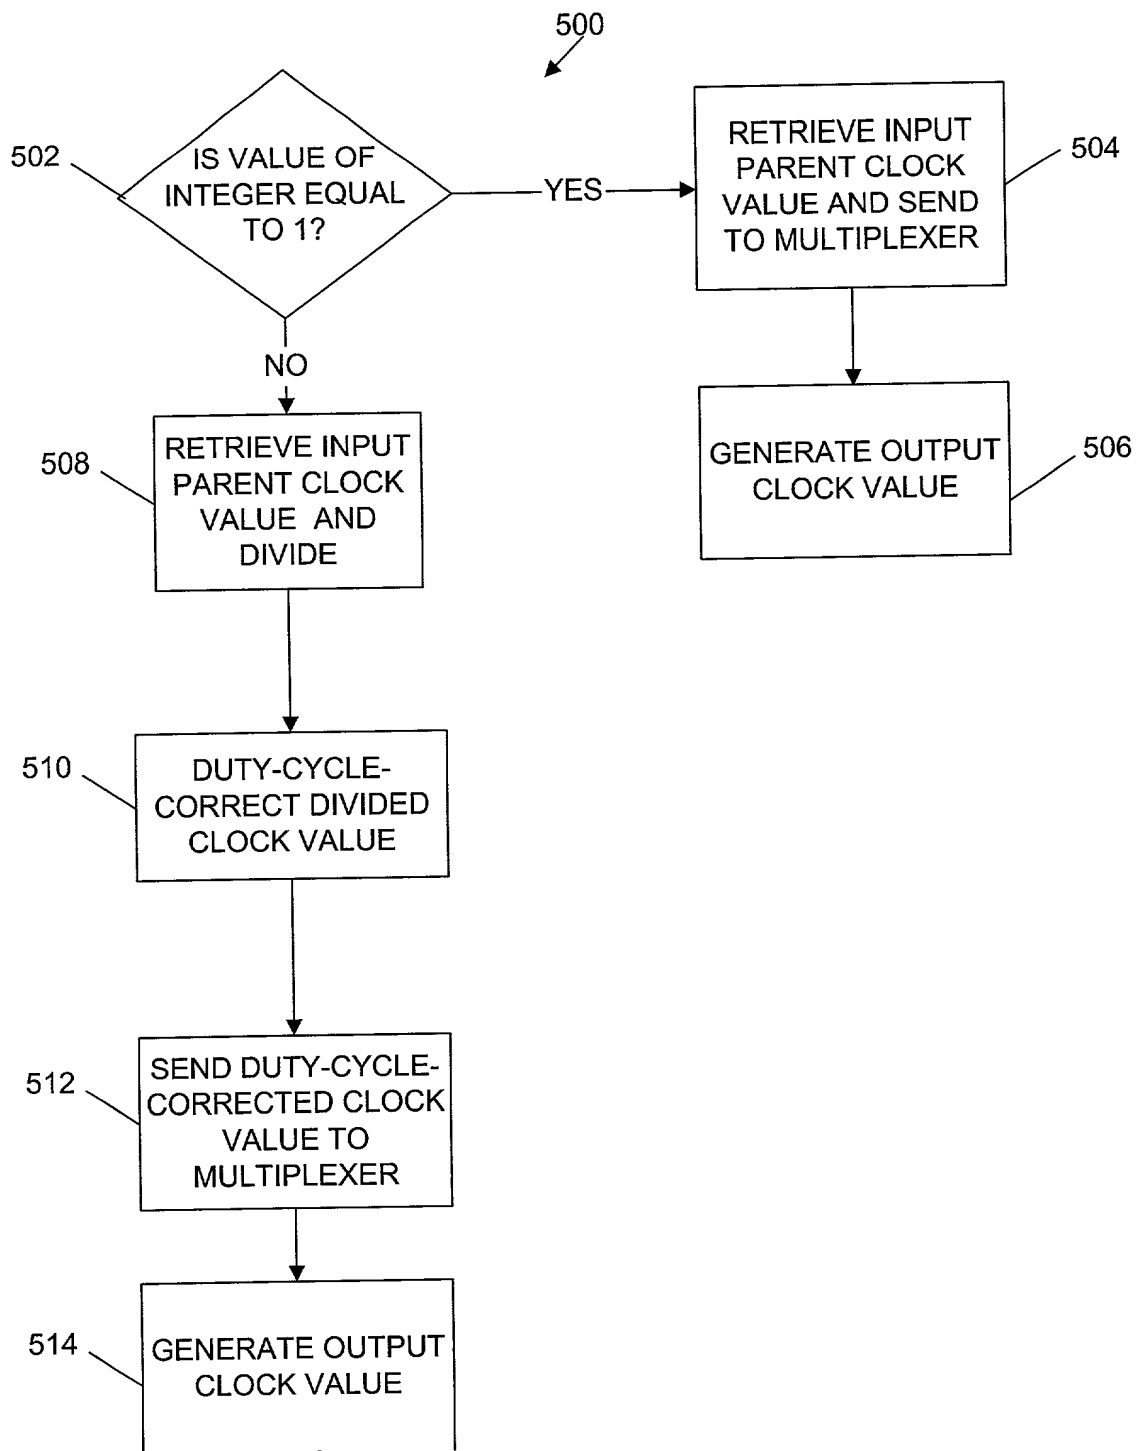 500
502
IS VALUE OF
INTEGER EQUAL
TO 1?
YES
RETRIEVE INPUT
PARENT CLOCK
VALUE AND SEND
TO MULTIPLEXER
504
GENERATE OUTPUT
CLOCK VALUE
506
NO
508
RETRIEVE INPUT
PARENT CLOCK
VALUE AND
DIVIDE
510
DUTY-CYCLE-
CORRECT DIVIDED
CLOCK VALUE
512
SEND DUTY-CYCLE-
CORRECTED CLOCK
VALUE TO
MULTIPLEXER
514
GENERATE OUTPUT
CLOCK VALUE